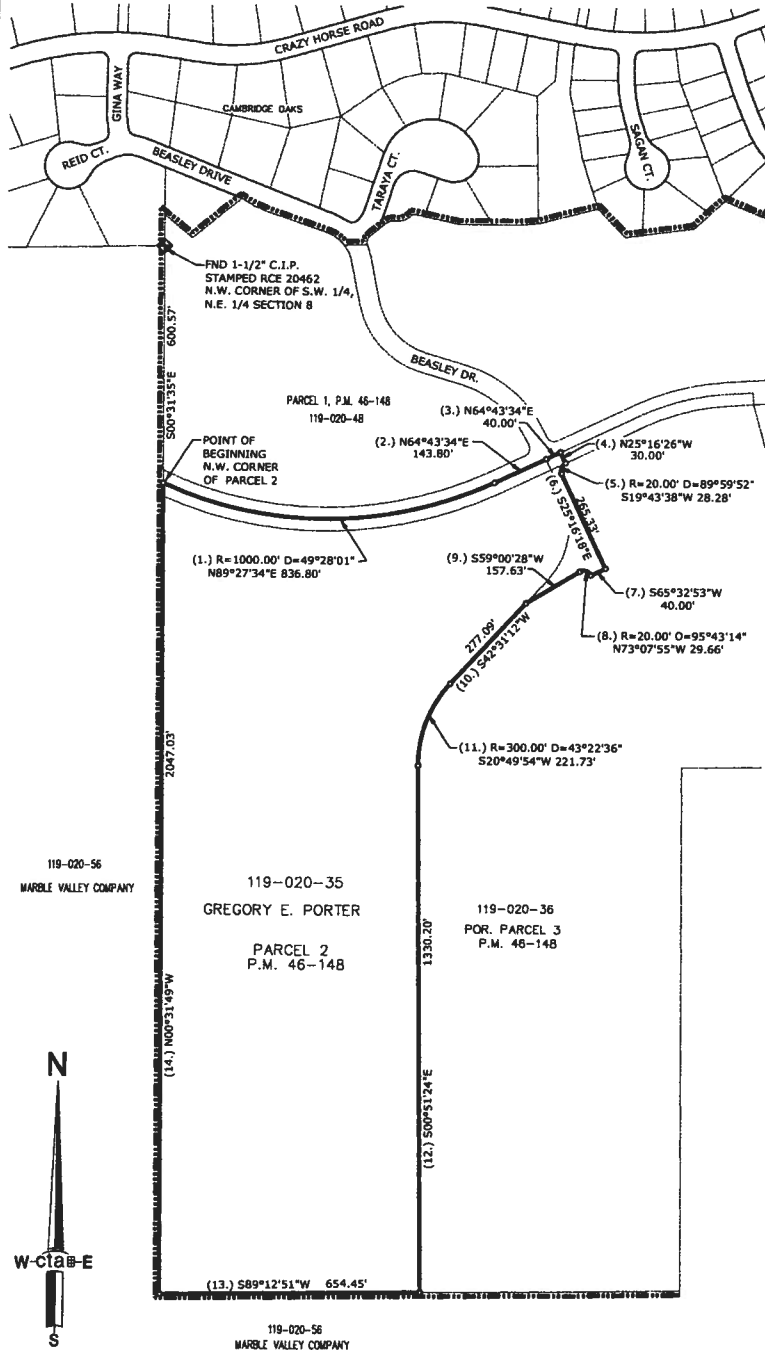 CRAZY HORSE ROAD
GINA WAY
CAMBRIDGE OAKS
REID CT.
BEASLEY DRIVE
TARAYA CT.
SAGAN CT.
FND 1-1/2" C.I.P.
STAMPED RCE 20462
N.W. CORNER OF S.W. 1/4,
N.E. 1/4 SECTION 8
S00°31'35"E 600.57'
BEASLEY DR.
PARCEL 1, P.M. 46-148
119-020-48
(3.) N64°43'34"E
40.00'
(2.) N64°43'34"E
143.80'
(4.) N25°16'26"W
30.00'
POINT OF
BEGINNING
N.W. CORNER
OF PARCEL 2
(5.) R=20.00' D=89°59'52"
S19°43'38"W 28.28'
(6.) S25°16'18"E
265.33'
(1.) R=1000.00' D=49°28'01"
N89°27'34"E 836.80'
(9.) S59°00'28"W
157.63'
(7.) S65°32'53"W
40.00'
(8.) R=20.00' O=95°43'14"
N73°07'55"W 29.66'
277.09'
(10.) S42°31'12"W
(11.) R=300.00' D=43°22'36"
S20°49'54"W 221.73'
2047.03'
119-020-56
MARBLE VALLEY COMPANY
119-020-35
GREGORY E. PORTER
PARCEL 2
P.M. 46-148
119-020-36
POR. PARCEL 3
P.M. 46-148
1330.20'
(14.) N00°31'49"W
(12.) S00°51'24"E
N
W-cta-E
S
(13.) S89°12'51"W 654.45'
119-020-56
MARBLE VALLEY COMPANY